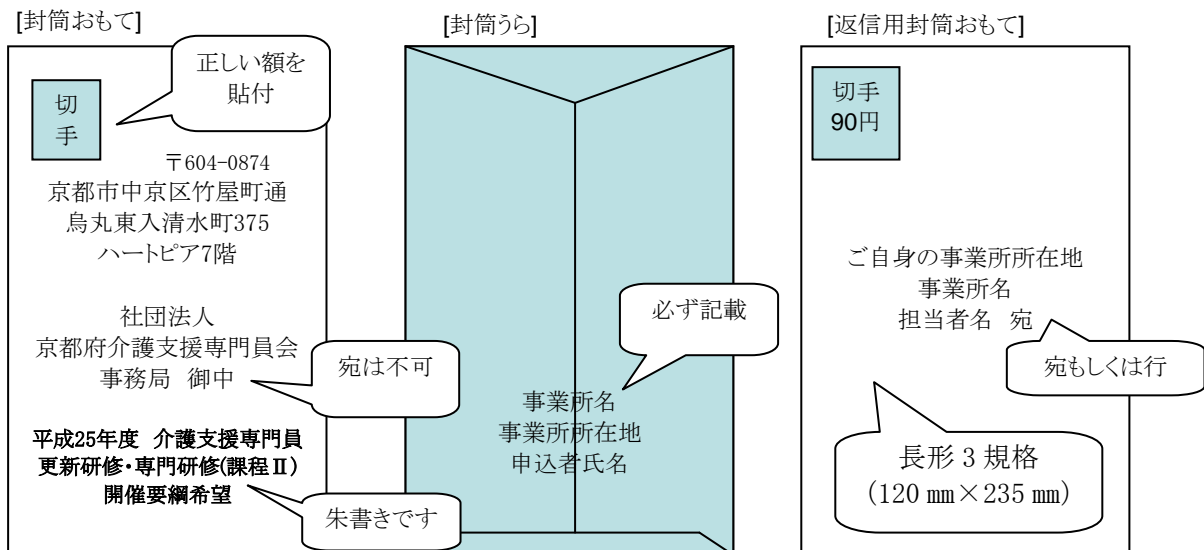 [封筒おもて]
正しい額を
貼付
切
手
〒604-0874
京都市中京区竹屋町通
烏丸東入清水町375
ハートピア7階
社団法人
京都府介護支援専門員会
事務局 御中
宛は不可
平成25年度 介護支援専門員
更新研修・専門研修(課程Ⅱ)
開催要綱希望
朱書きです
[封筒うら]
必ず記載
事業所名
事業所所在地
申込者氏名
[返信用封筒おもて]
切手
90円
ご自身の事業所所在地
事業所名
担当者名 宛
宛もしくは行
長形3規格
(120㎜×235㎜)